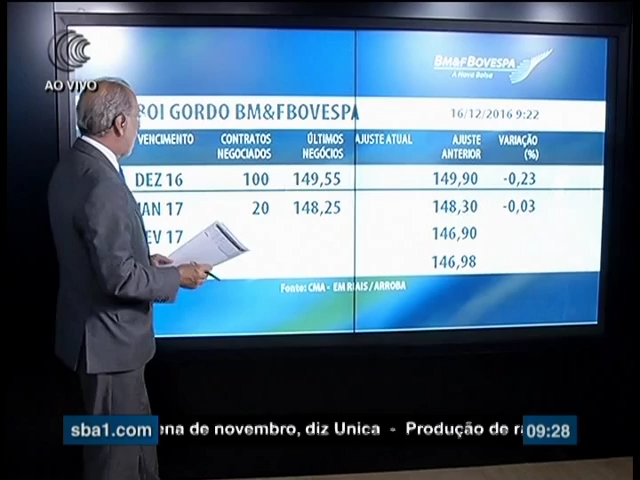 AO VIVO
BM&FBOVESPA
A Nova Bolsa
BOI GORDO BM&FBOVESPA 16/12/2016 9:22
VENCIMENTO CONTRATOS NEGOCIADOS ÚLTIMOS NEGÓCIOS AJUSTE ATUAL AJUSTE ANTERIOR VARIAÇÃO (%)
DEZ 16 100 149,55 149,90 -0,23
JAN 17 20 148,25 148,30 -0,03
FEV 17 146,90
146,98
Fonte: CMA - EM RIAIS / ARROBA
sba1.com ena de novembro, diz Unica - Produção de ra 09:28